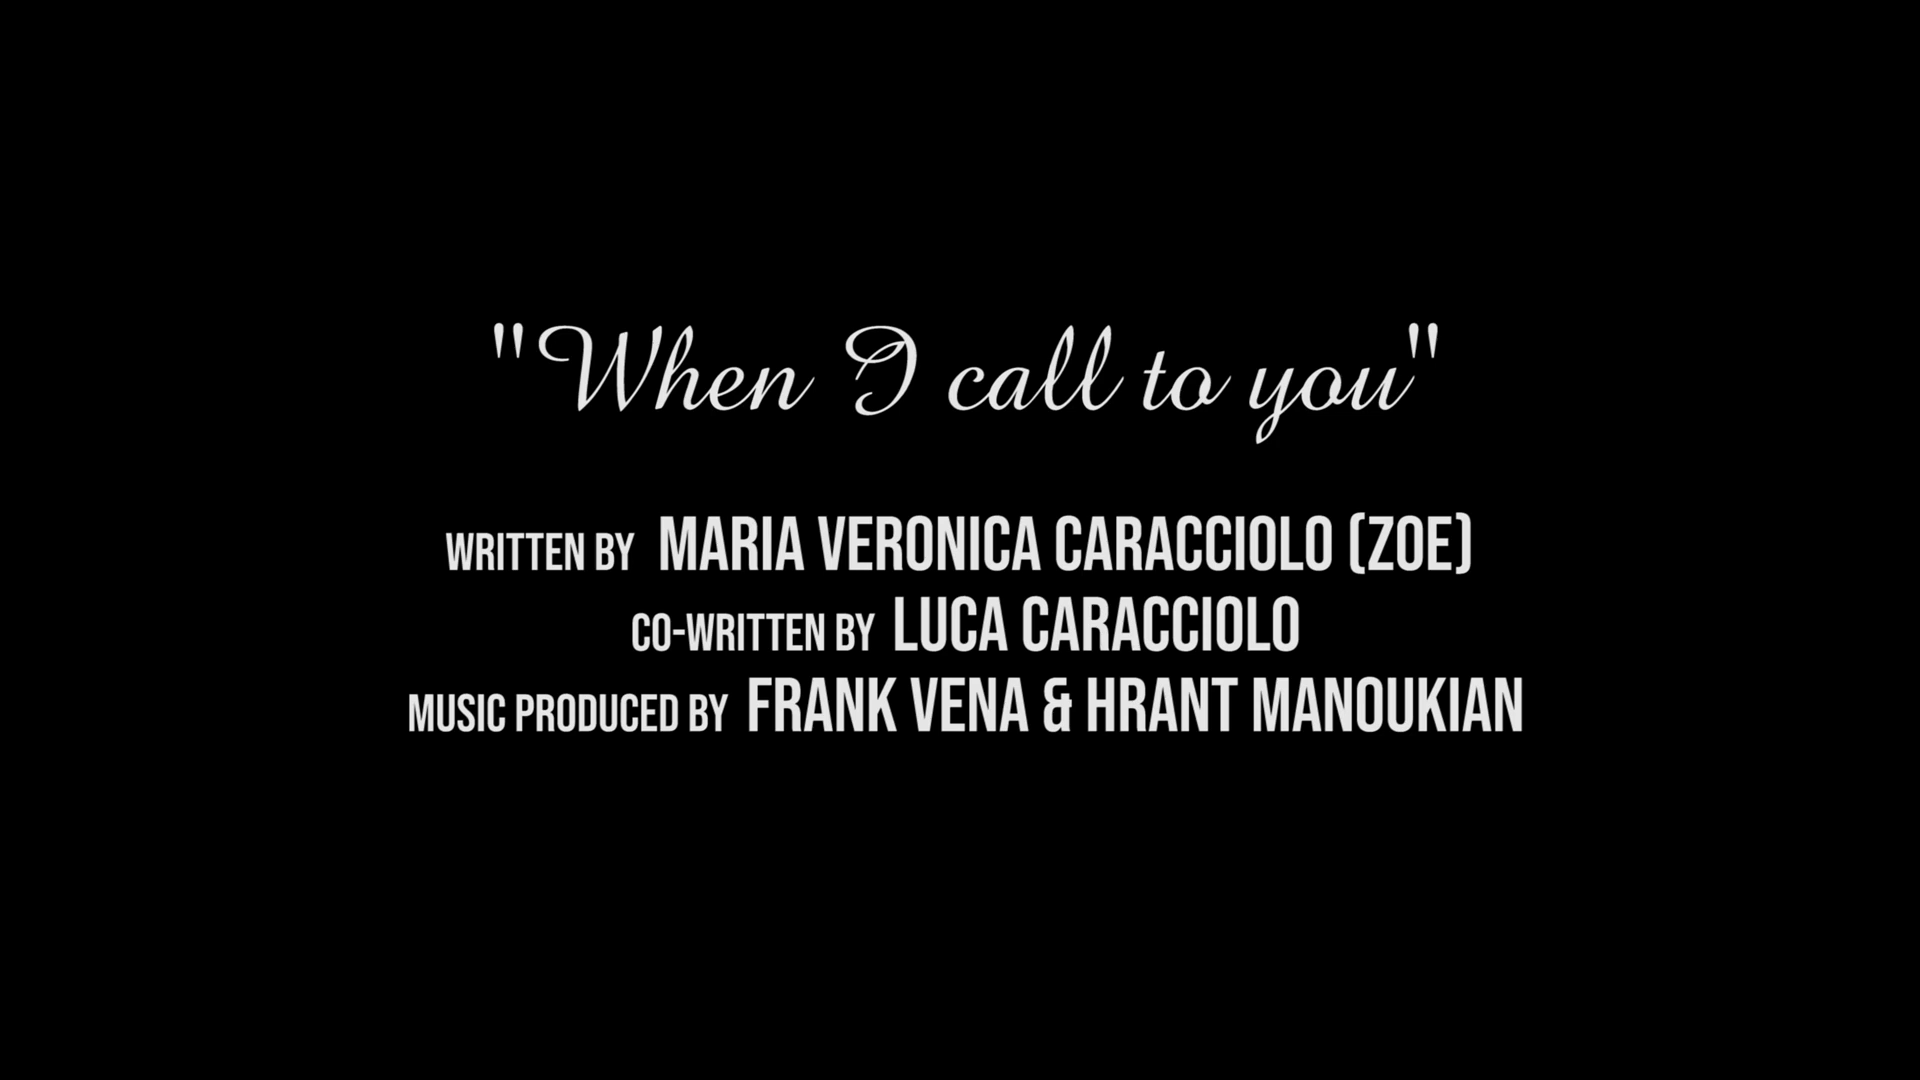 "When I call to you"
WRITTEN BY MARIA VERONICA CARACCIOLO (ZOE)
CO-WRITTEN BY LUCA CARACCIOLO
MUSIC PRODUCED BY FRANK VENA & HRANT MANOUKIAN